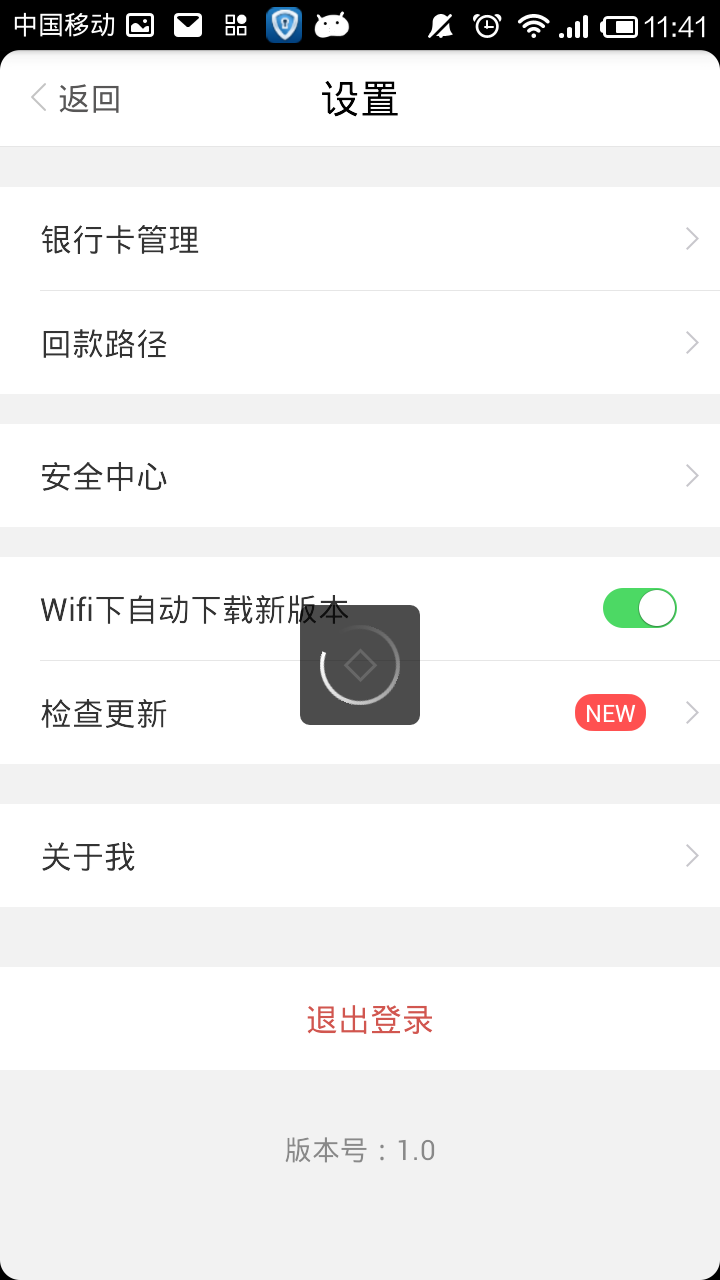 中国移动 11:41
返回 设置
银行卡管理
回款路径
安全中心
Wifi下自动下载新版本
检查更新 NEW
关于我
退出登录
版本号：1.0